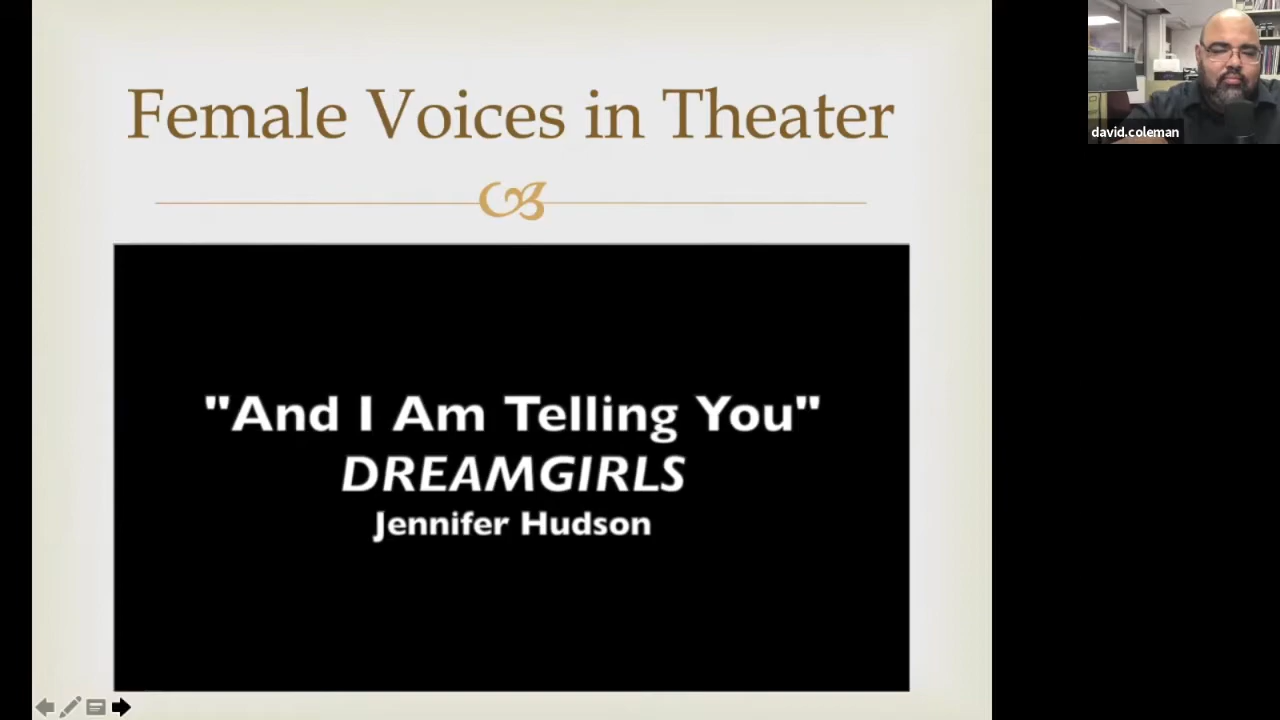 Female Voices in Theater
"And I Am Telling You"
DREAMGIRLS
Jennifer Hudson
david.coleman